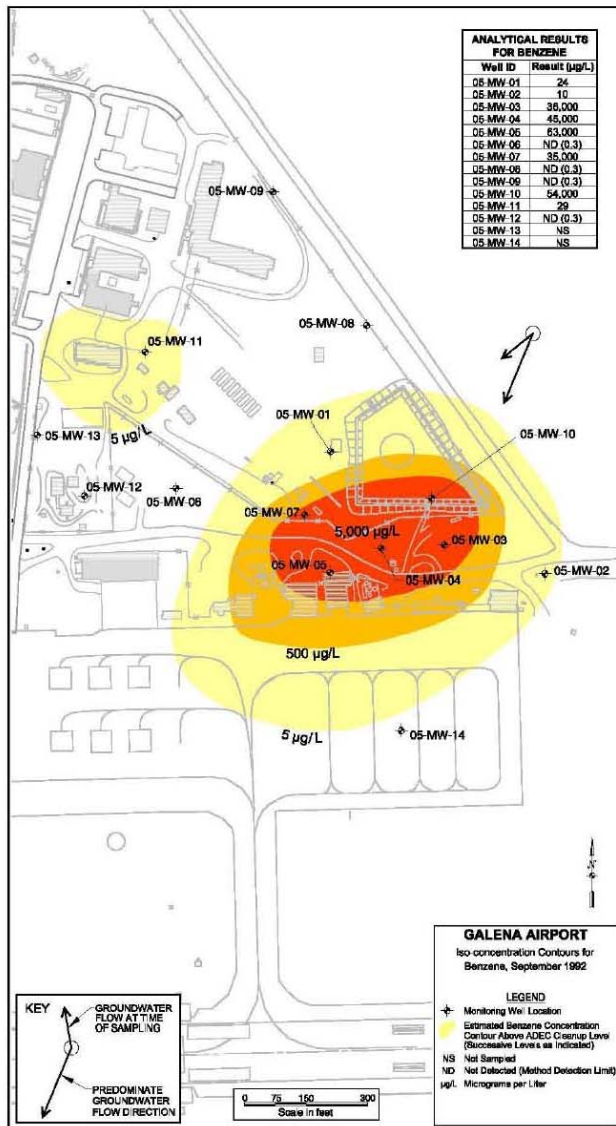 ANALYTICAL RESULTS
FOR BENZENE
Well ID Result (µg/L)
05-MW-01 24
05-MW-02 10
05-MW-03 36,000
05-MW-04 45,000
05-MW-05 63,000
05-MW-06 ND (0.3)
05-MW-07 35,000
05-MW-08 ND (0.3)
05-MW-09 ND (0.3)
05-MW-10 54,000
05-MW-11 29
05-MW-12 ND (0.3)
05-MW-13 NS
05-MW-14 NS
05-MW-09
05-MW-08
05-MW-11
05-MW-01
05-MW-13
5 µg/L
05-MW-10
05-MW-12
05-MW-06
05-MW-07
5,000 µg/L
05-MW-03
05-MW-05
05-MW-04
05-MW-02
500 µg/L
5 µg/L
05-MW-14
GALENA AIRPORT
Iso-concentration Contours for
Benzene, September 1992
LEGEND
Monitoring Well Location
Estimated Benzene Concentration
Contour Above ADEC Cleanup Level
(Successive Levels as Indicated)
NS Not Sampled
ND Not Detected (Method Detection Limit)
µg/L Micrograms per Liter
KEY
GROUNDWATER
FLOW AT TIME
OF SAMPLING
PREDOMINATE
GROUNDWATER
FLOW DIRECTION
0 75 150 300
Scale in feet